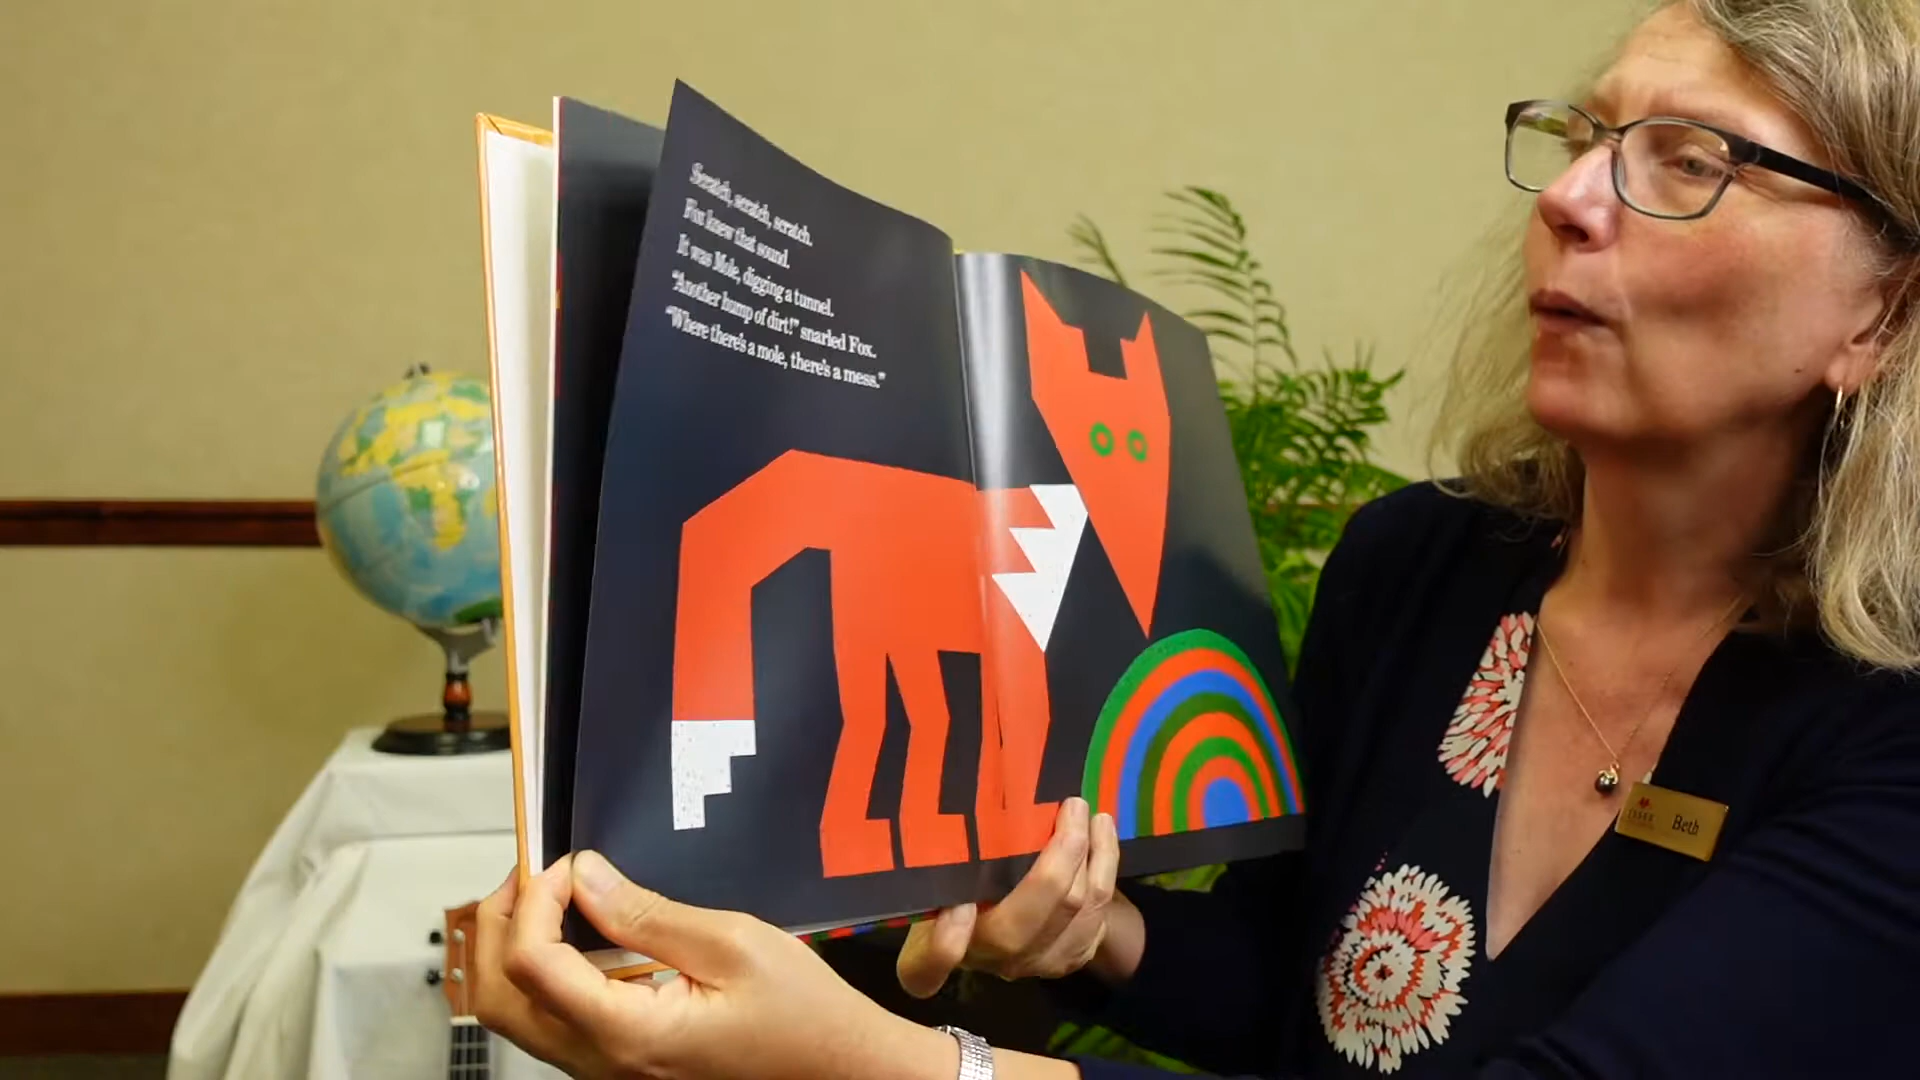 Scratch, scratch, scratch.
Fox knew that sound.
It was Mole, digging a tunnel.
“Another hump of dirt!” snarled Fox.
“Where there's a mole, there's a mess.”
Beth